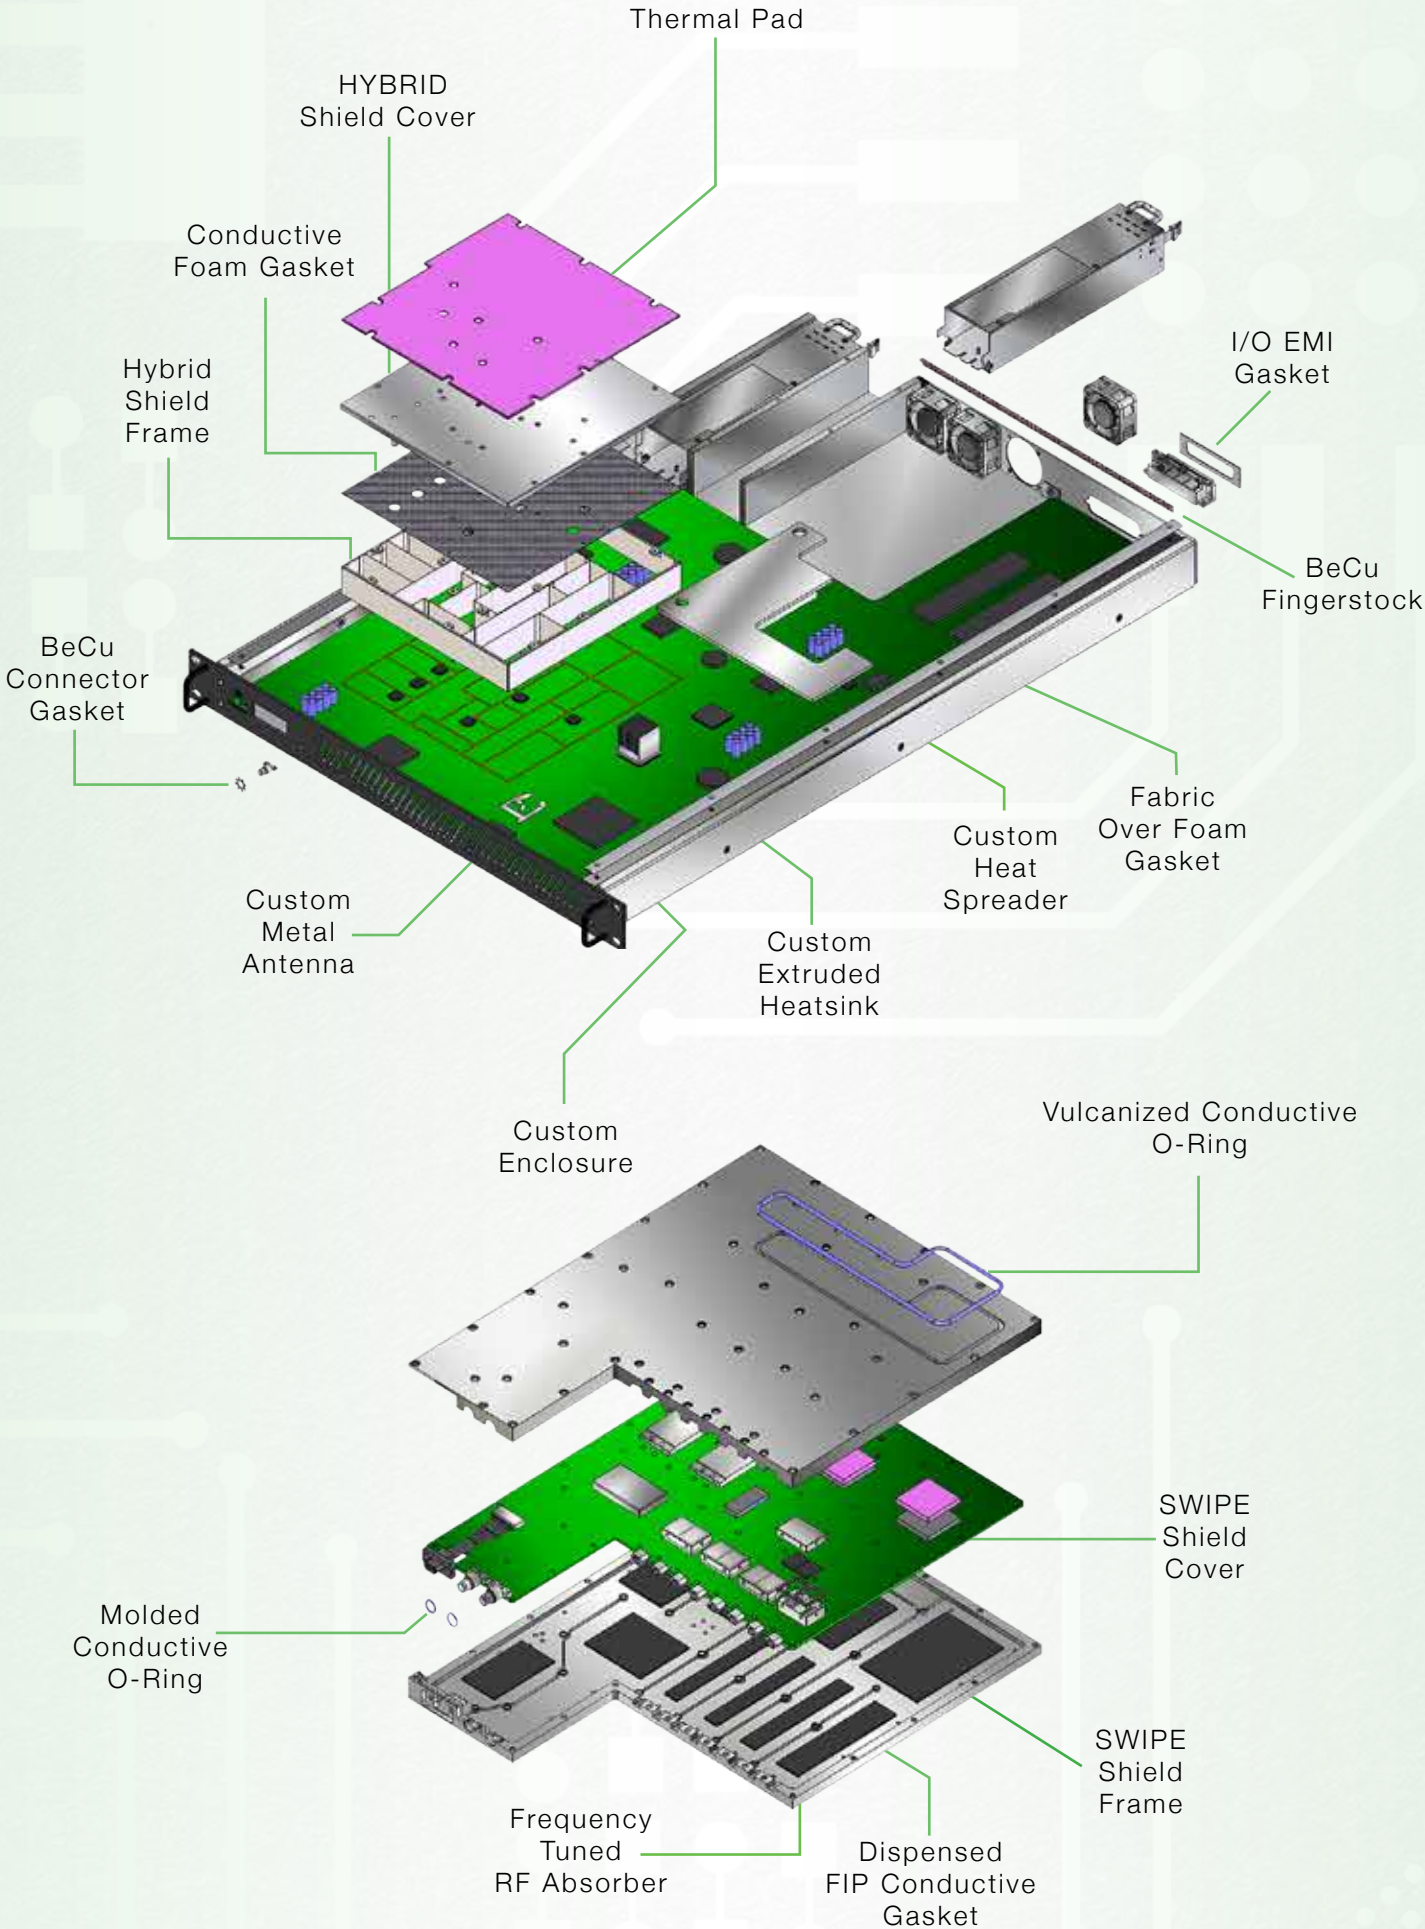 Thermal Pad
HYBRID
Shield Cover
Conductive
Foam Gasket
Hybrid
Shield
Frame
I/O EMI
Gasket
BeCu
Fingerstock
BeCu
Connector
Gasket
Fabric
Over Foam
Gasket
Custom
Heat
Spreader
Custom
Metal
Antenna
Custom
Extruded
Heatsink
Custom
Enclosure
Vulcanized Conductive
O-Ring
SWIPE
Shield
Cover
Molded
Conductive
O-Ring
SWIPE
Shield
Frame
Frequency
Tuned
RF Absorber
Dispensed
FIP Conductive
Gasket